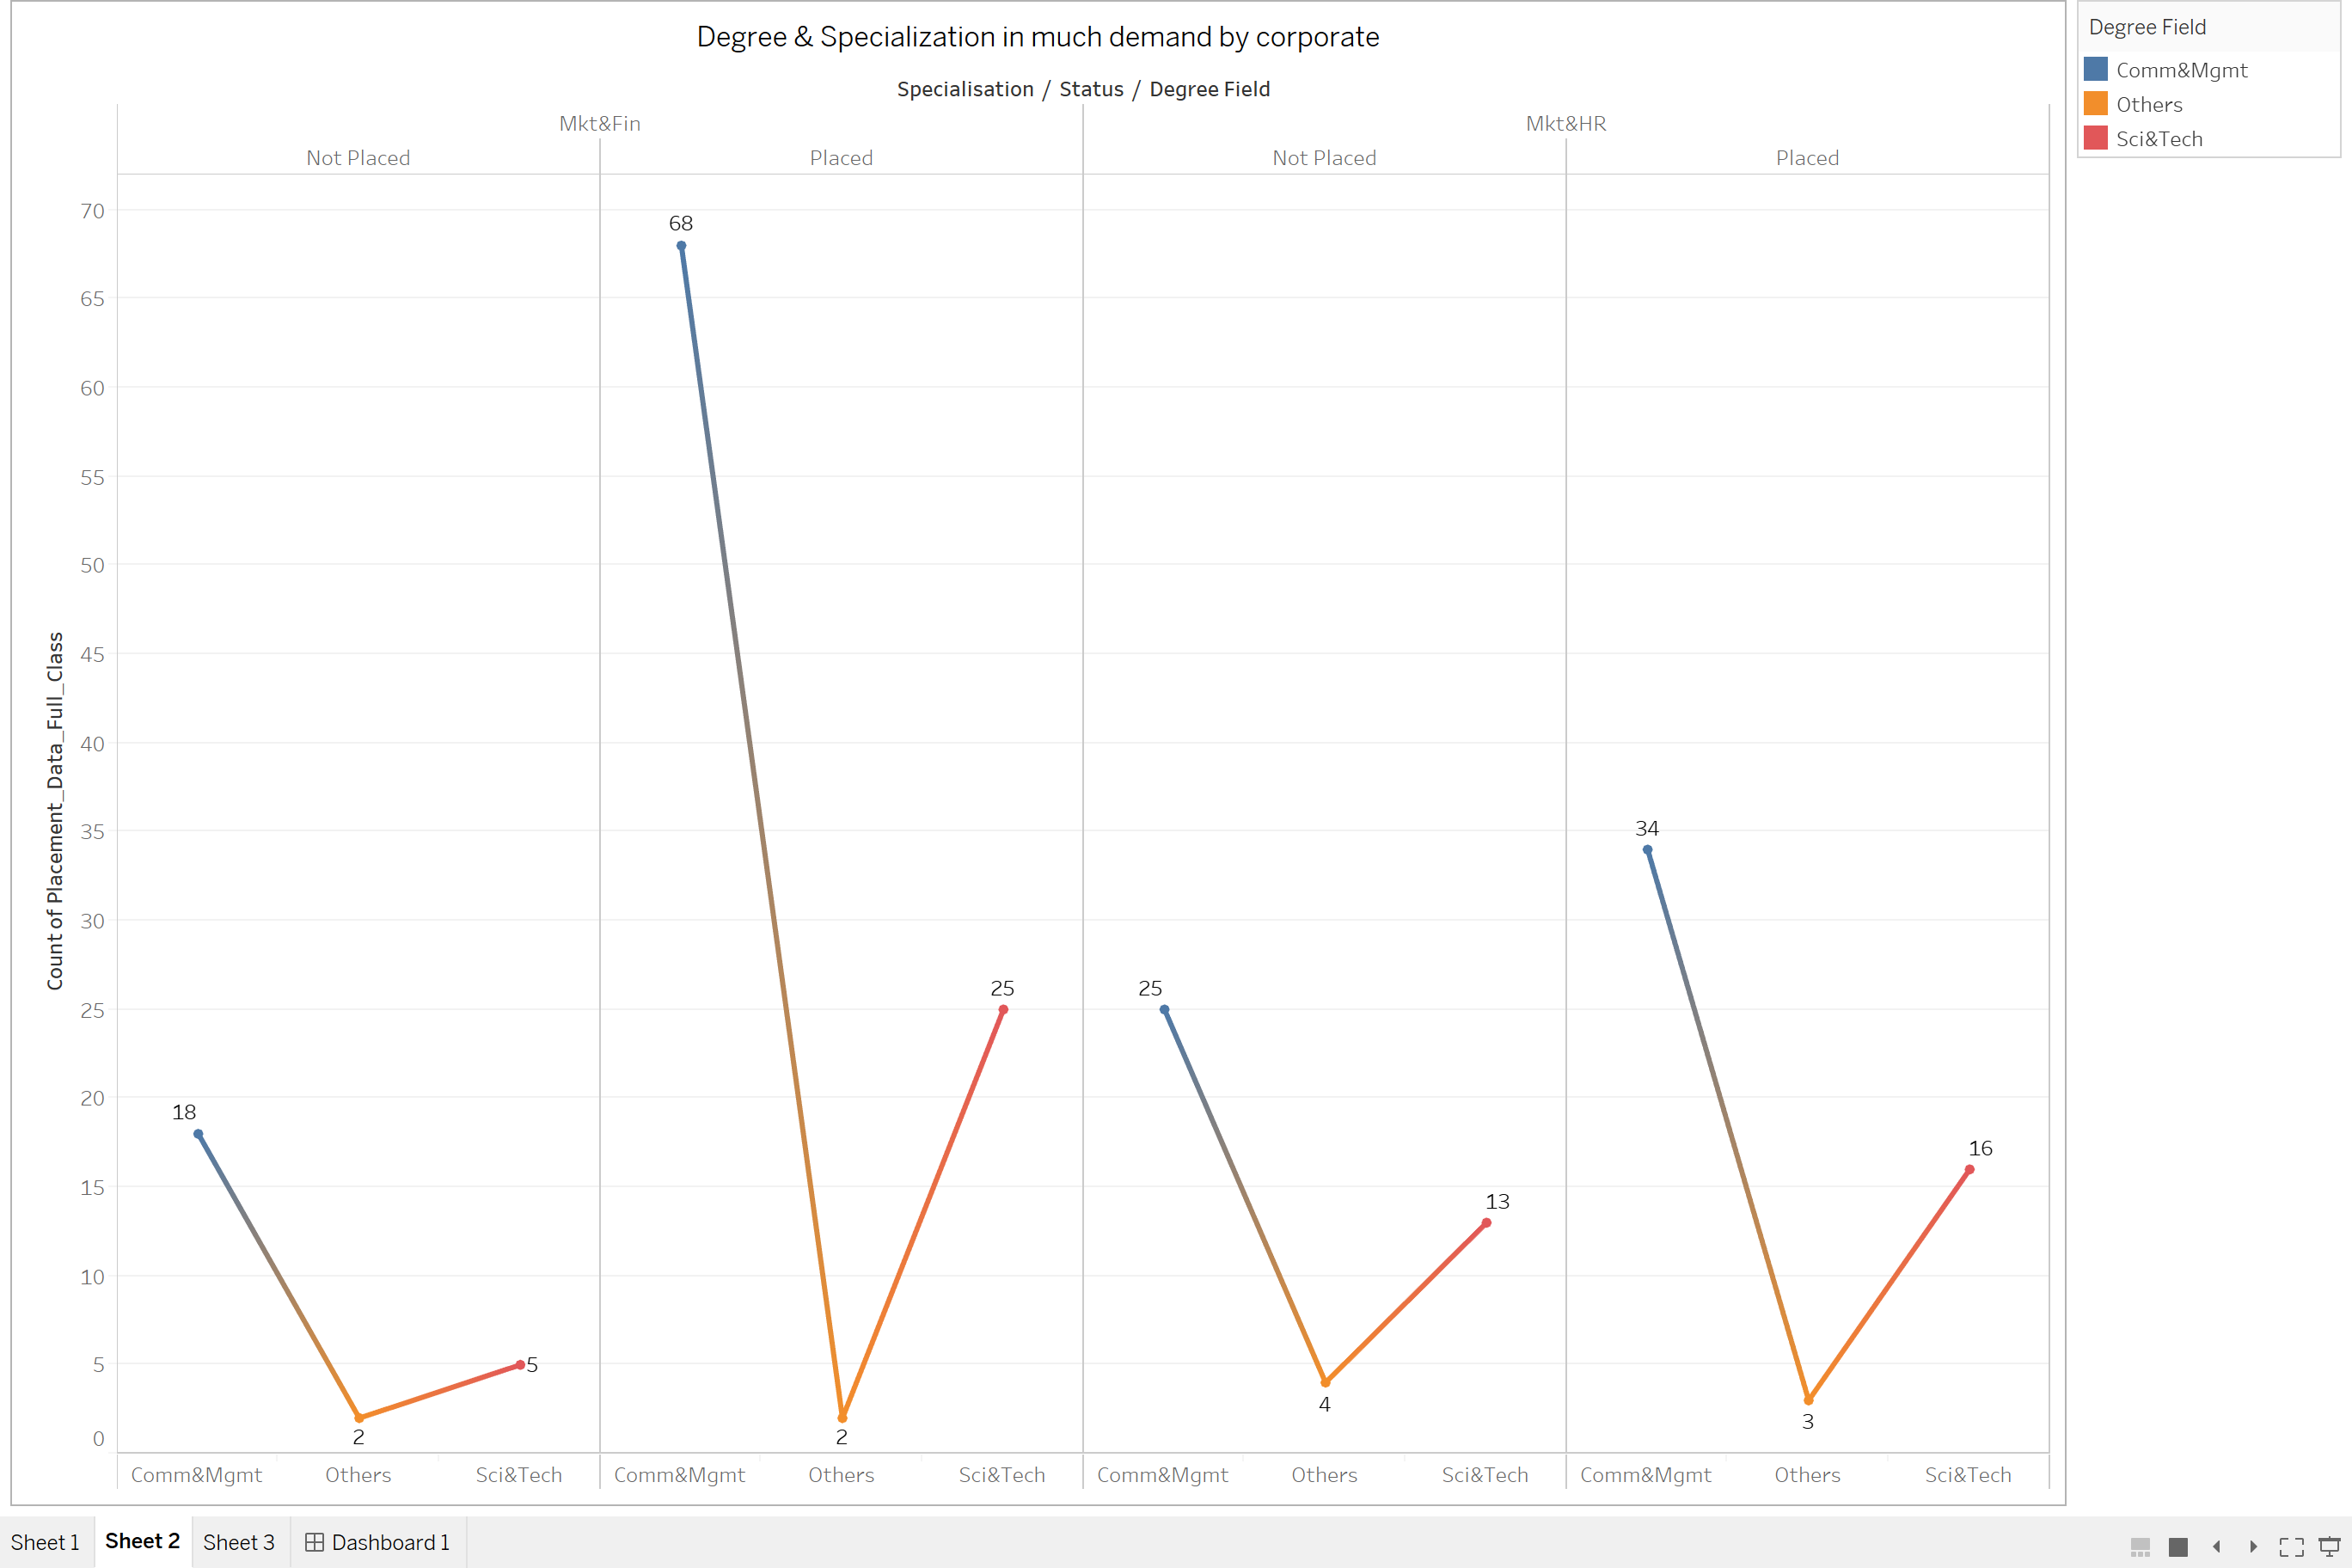 Degree & Specialization in much demand by corporate
Specialisation / Status / Degree Field
Mkt&Fin Mkt&HR
Not Placed Placed Not Placed Placed
Count of Placement_Data_Full_Class
70
65
60
55
50
45
40
35
30
25
20
15
10
5
0
68
34
25 25
18
16
13
5
4
3
2 2
Comm&Mgmt Others Sci&Tech Comm&Mgmt Others Sci&Tech Comm&Mgmt Others Sci&Tech Comm&Mgmt Others Sci&Tech
Degree Field
Comm&Mgmt
Others
Sci&Tech
Sheet 1 Sheet 2 Sheet 3 Dashboard 1